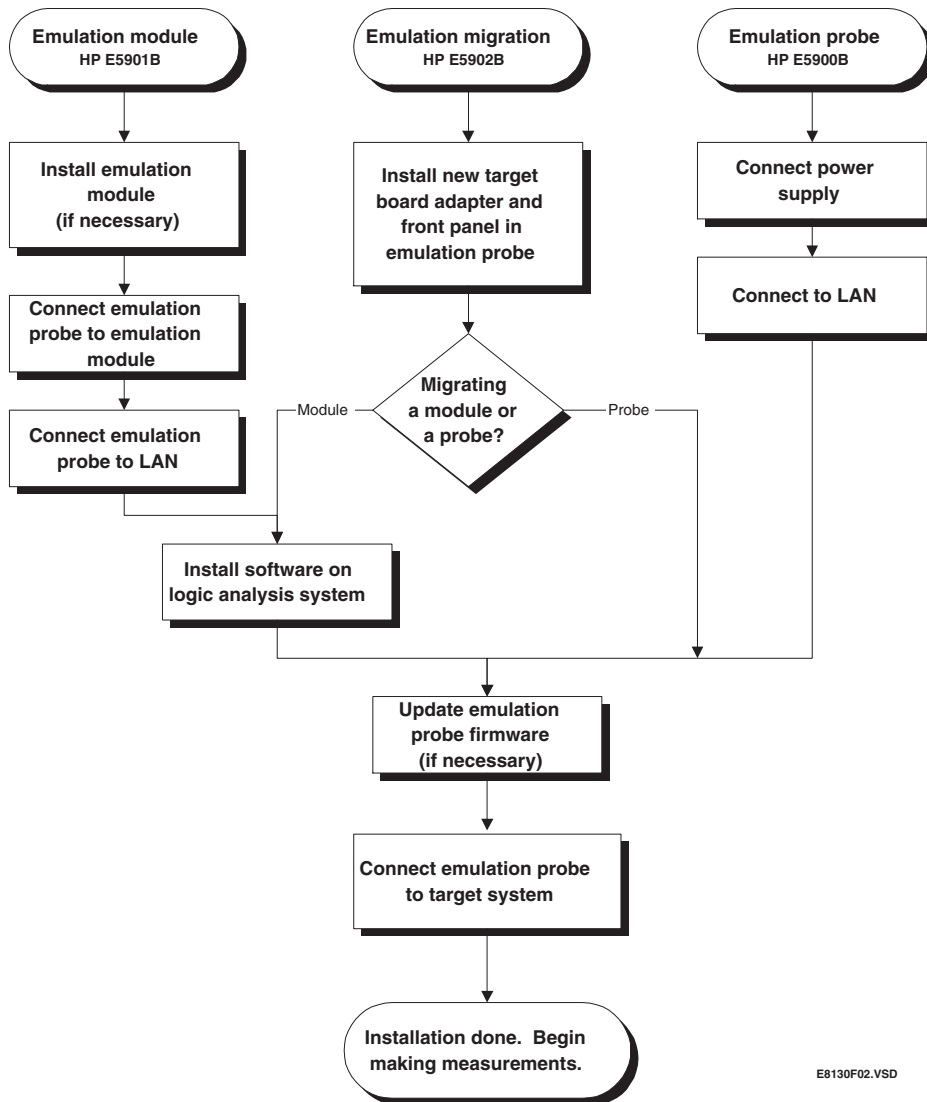 Emulation module
HP E5901B
Emulation migration
HP E5902B
Emulation probe
HP E5900B
Install emulation
module
(if necessary)
Install new target
board adapter and
front panel in
emulation probe
Connect power
supply
Connect to LAN
Connect emulation
probe to emulation
module
Migrating
a module or
a probe?
Module
Probe
Connect emulation
probe to LAN
Install software on
logic analysis system
Update emulation
probe firmware
(if necessary)
Connect emulation probe
to target system
Installation done. Begin
making measurements.
E8130F02.VSD